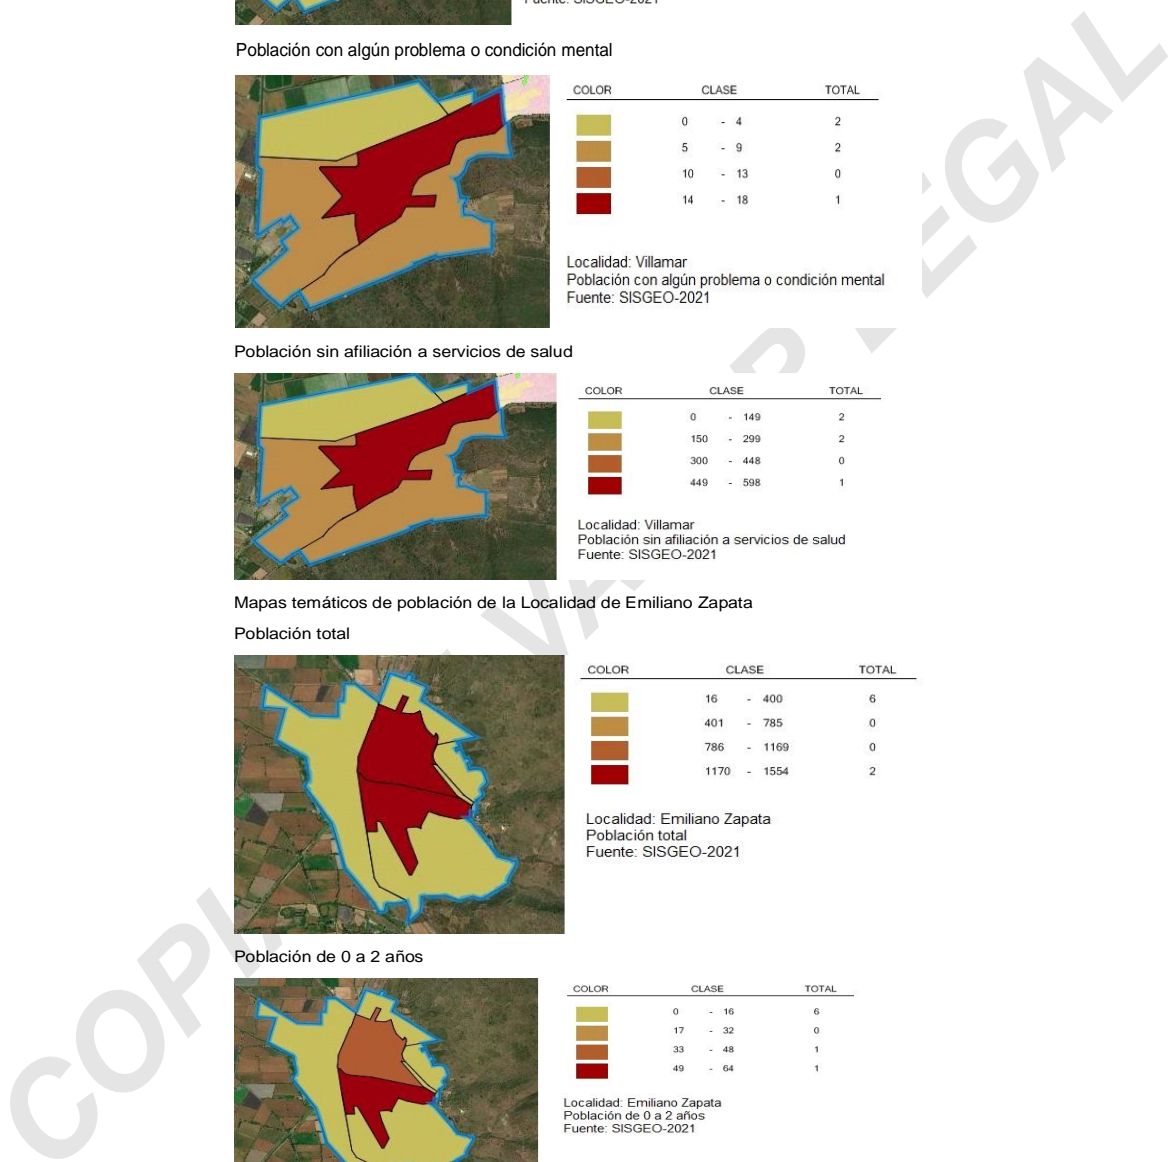 Fuente: SISGEO-2021
Población con algún problema o condición mental
COLOR CLASE TOTAL
0 - 4 2
5 - 9 2
10 - 13 0
14 - 18 1
Localidad: Villamar
Población con algún problema o condición mental
Fuente: SISGEO-2021
Población sin afiliación a servicios de salud
COLOR CLASE TOTAL
0 - 149 2
150 - 299 2
300 - 448 0
449 - 598 1
Localidad: Villamar
Población sin afiliación a servicios de salud
Fuente: SISGEO-2021
Mapas temáticos de población de la Localidad de Emiliano Zapata
Población total
COLOR CLASE TOTAL
16 - 400 6
401 - 785 0
786 - 1169 0
1170 - 1554 2
Localidad: Emiliano Zapata
Población total
Fuente: SISGEO-2021
Población de 0 a 2 años
COLOR CLASE TOTAL
0 - 16 6
17 - 32 0
33 - 48 1
49 - 64 1
Localidad: Emiliano Zapata
Población de 0 a 2 años
Fuente: SISGEO-2021